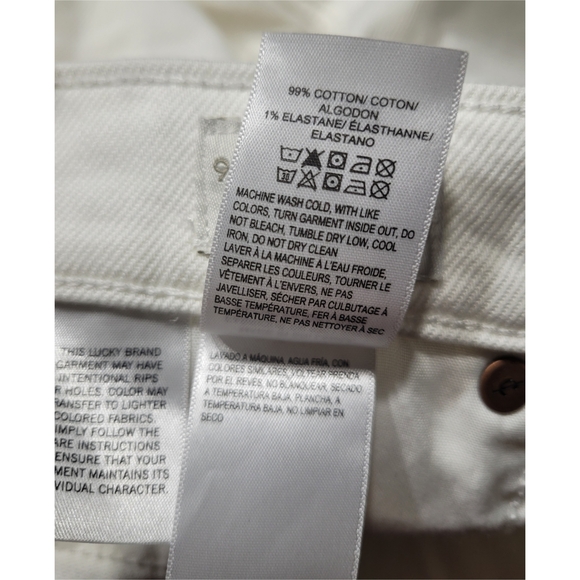 99% COTTON/ COTON/
ALGODON
1% ELASTANE/ ÉLASTHANNE/
ELASTANO
30
MACHINE WASH COLD, WITH LIKE
COLORS, TURN GARMENT INSIDE OUT, DO
NOT BLEACH, TUMBLE DRY LOW, COOL
IRON, DO NOT DRY CLEAN
LAVER À LA MACHINE À L'EAU FROIDE,
SEPARER LES COULEURS, TOURNER LE
VÊTEMENT À L'ENVERS, NE PAS
JAVELLISER, SÉCHER PAR CULBUTAGE À
BASSE TEMPÉRATURE, FER À BASSE
TEMPÉRATURE, NE PAS NETTOYER À SEC
LAVADO A MÁQUINA, AGUA FRÍA, CON
COLORES SIMILARES, VOLTEAR PRENDA
POR EL REVÉS, NO BLANQUEAR, SECADO
A TEMPERATURA BAJA, PLANCHAR A
TEMPERATURA BAJA, NO LIMPIAR EN
SECO
THIS LUCKY BRAND
GARMENT MAY HAVE
INTENTIONAL RIPS
R HOLES. COLOR MAY
RANSFER TO LIGHTER
COLORED FABRICS.
IMPLY FOLLOW THE
ARE INSTRUCTIONS
ENSURE THAT YOUR
MENT MAINTAINS ITS
VIDUAL CHARACTER.